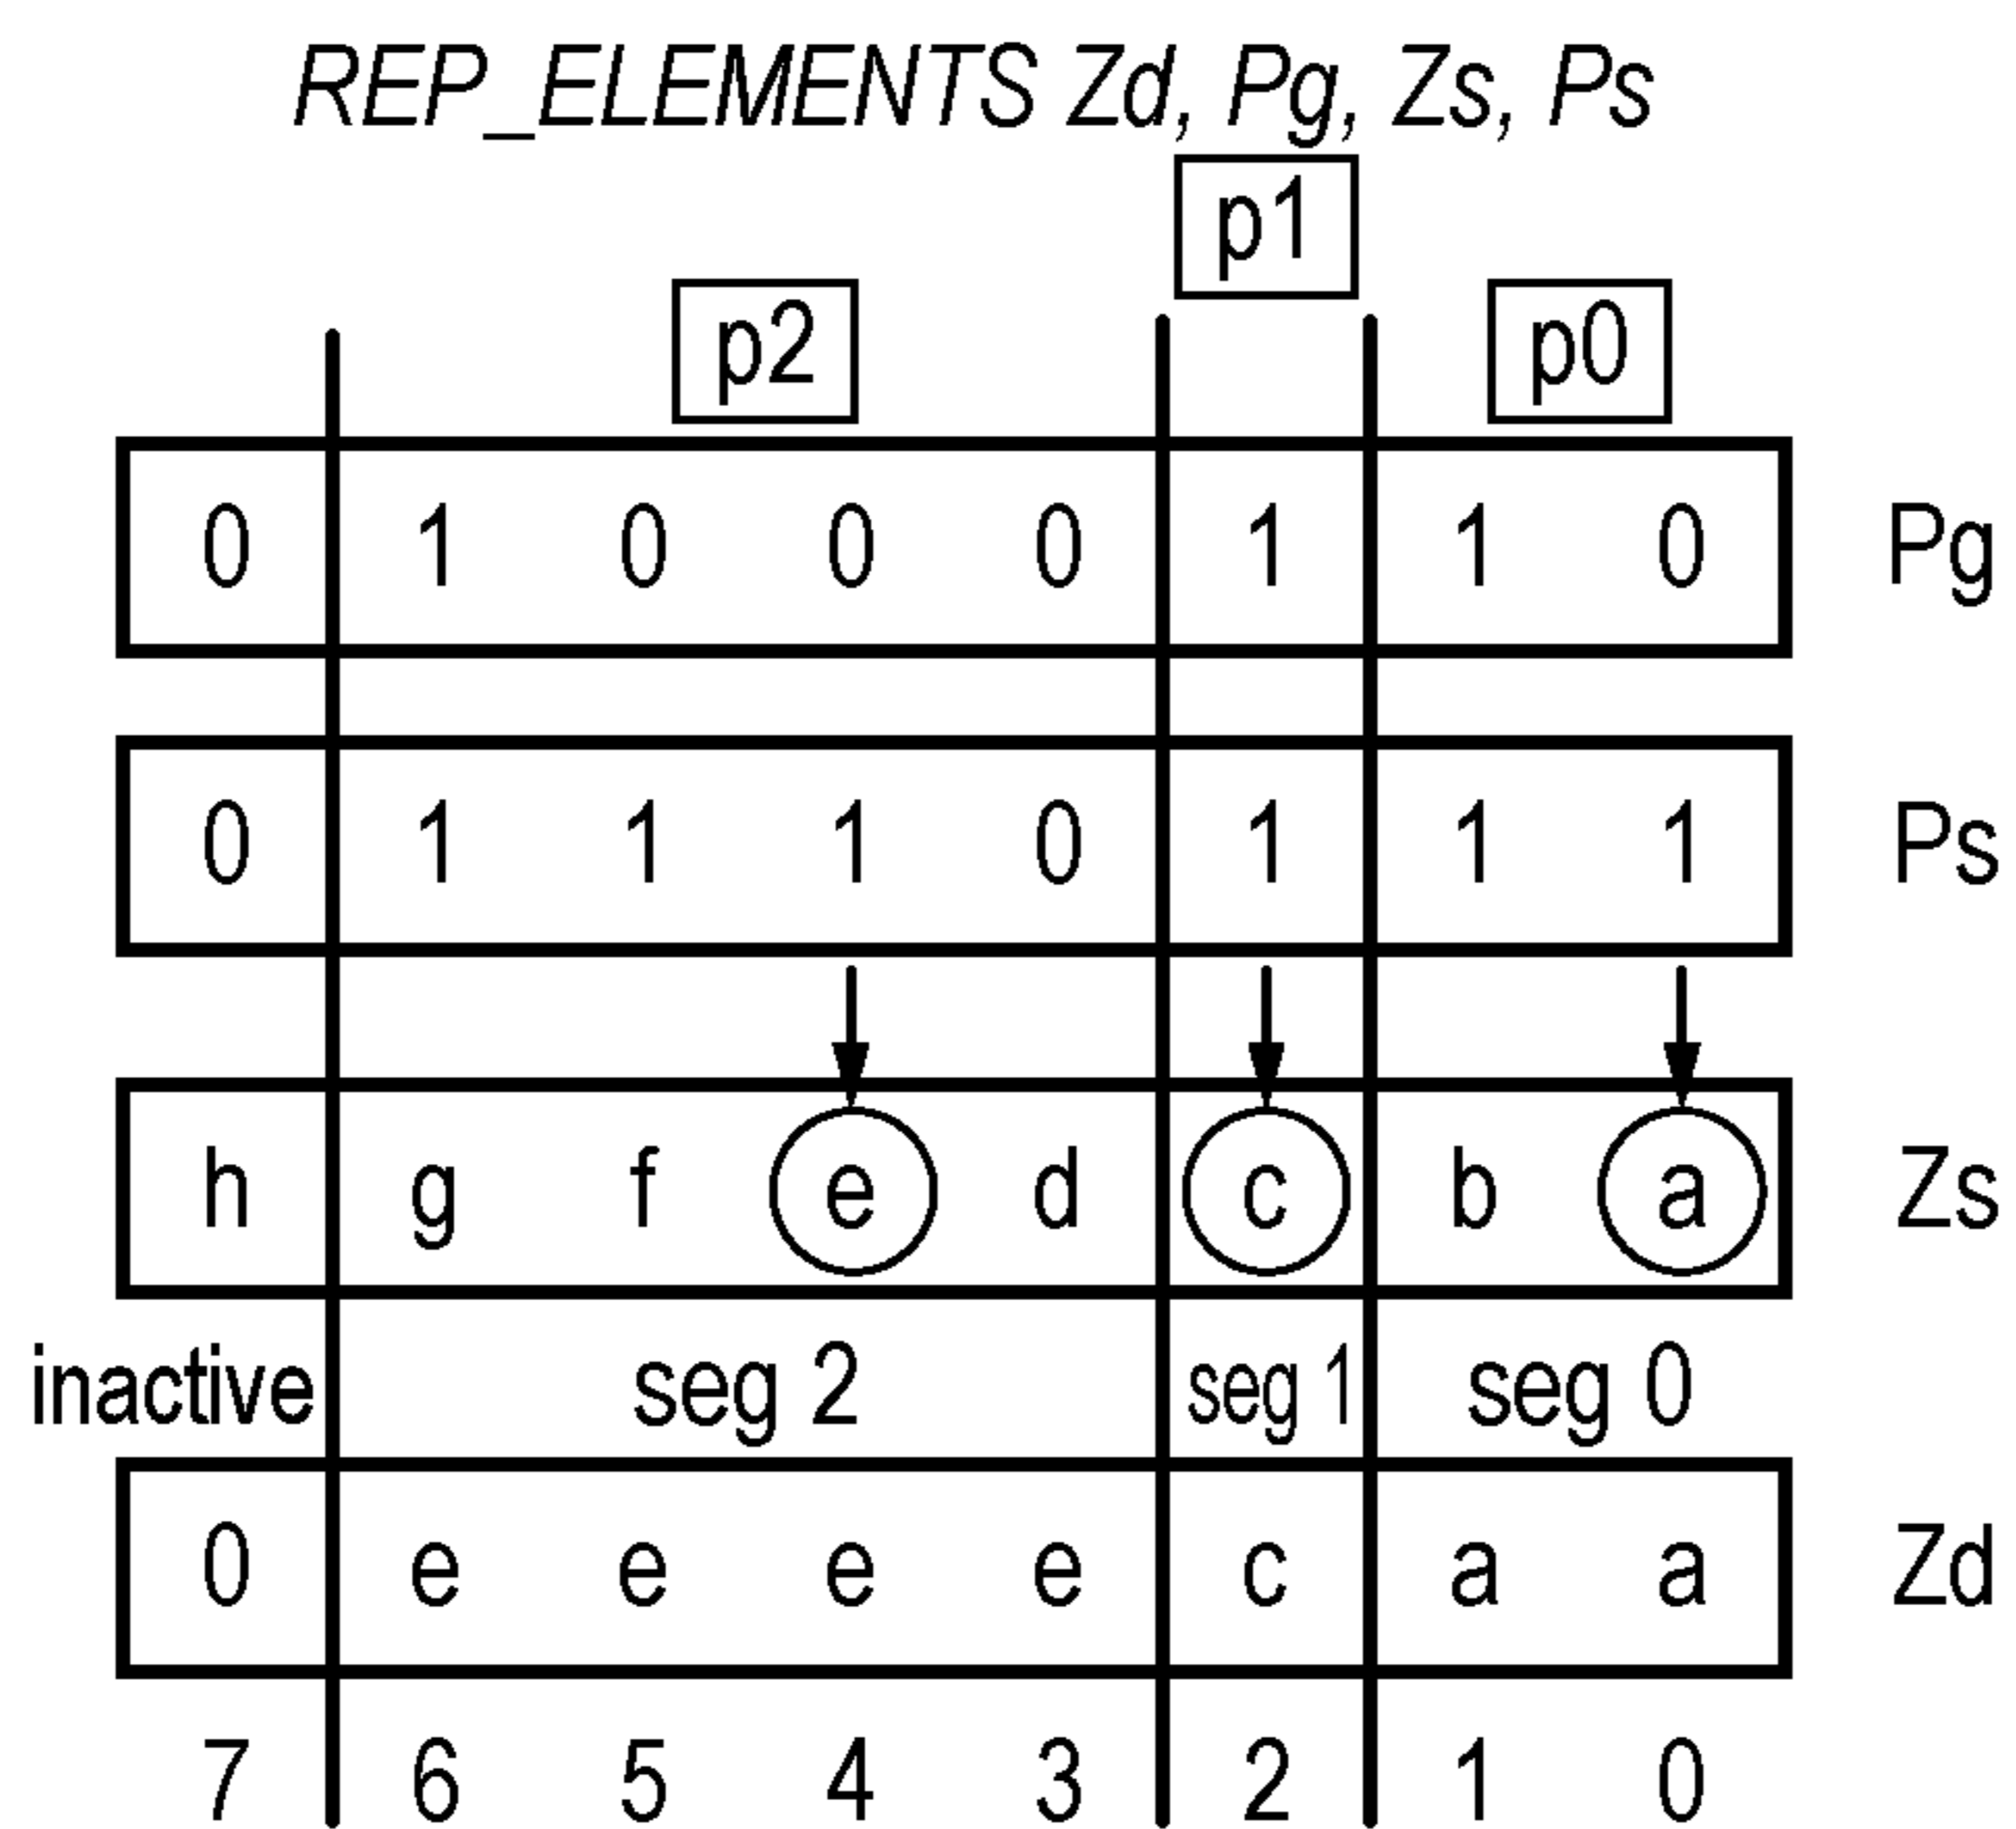 REP_ELEMENTS Zd, Pg, Zs, Ps
p1
p2 p0
0 1 0 0 0 1 1 0 Pg
0 1 1 1 0 1 1 1 Ps
h g f e d c b a Zs
inactive seg 2 seg 1 seg 0
0 e e e e c a a Zd
7 6 5 4 3 2 1 0